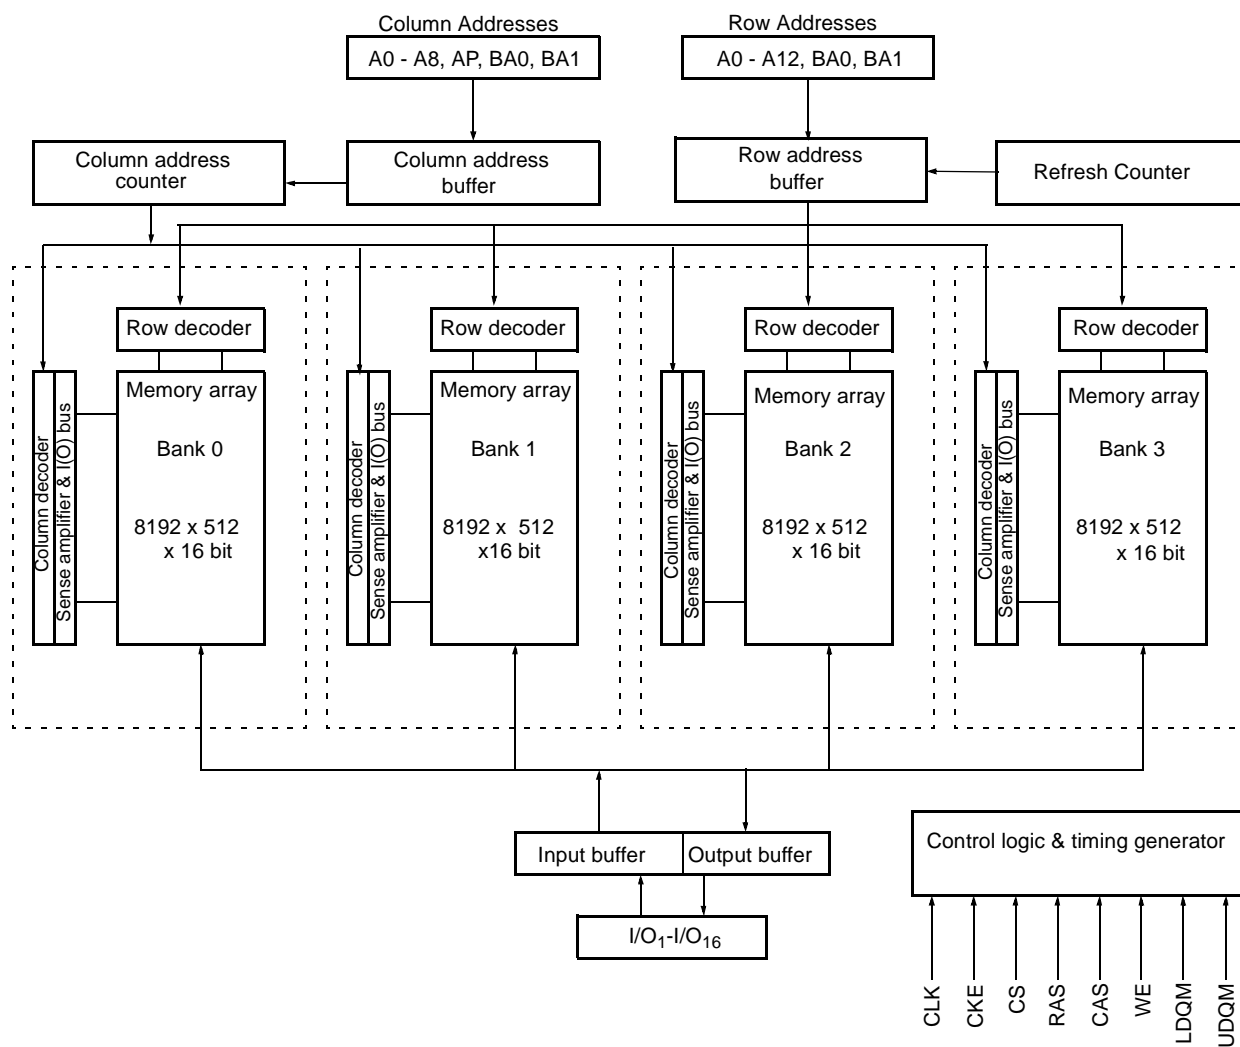 Column Addresses
Row Addresses
A0 - A8, AP, BA0, BA1
A0 - A12, BA0, BA1
Column address
counter
Column address
buffer
Row address
buffer
Refresh Counter
Row decoder
Row decoder
Row decoder
Row decoder
Column decoder
Sense amplifier & I(O) bus
Memory array
Bank 0
8192 x 512
x 16 bit
Column decoder
Sense amplifier & I(O) bus
Memory array
Bank 1
8192 x 512
x16 bit
Column decoder
Sense amplifier & I(O) bus
Memory array
Bank 2
8192 x 512
x 16 bit
Column decoder
Sense amplifier & I(O) bus
Memory array
Bank 3
8192 x 512
x 16 bit
Input buffer
Output buffer
I/O1-I/O16
Control logic & timing generator
CLK
CKE
CS
RAS
CAS
WE
LDQM
UDQM